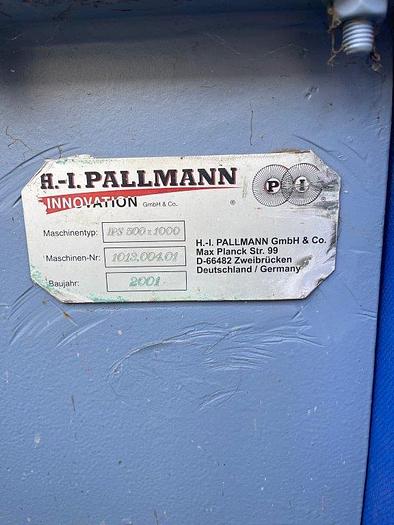 H.-I. PALLMANN
INNOVATION GmbH & Co.
®
P I
Maschinentyp: IPS 500 x 1000
Maschinen-Nr: 1013.004.01
Baujahr: 2001
H.-I. PALLMANN GmbH & Co.
Max Planck Str. 99
D-66482 Zweibrücken
Deutschland / Germany